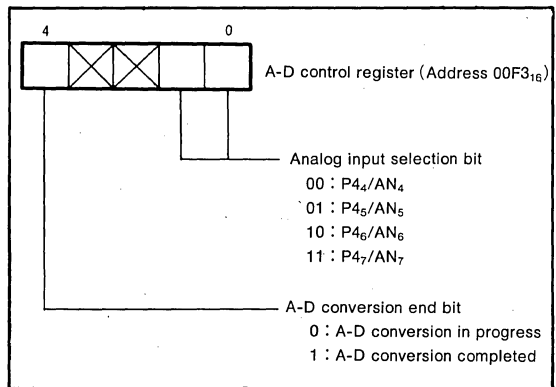 4 0
A-D control register (Address 00F3₁₆)
Analog input selection bit
00 : P4₄/AN₄
01 : P4₅/AN₅
10 : P4₆/AN₆
11 : P4₇/AN₇
A-D conversion end bit
0 : A-D conversion in progress
1 : A-D conversion completed